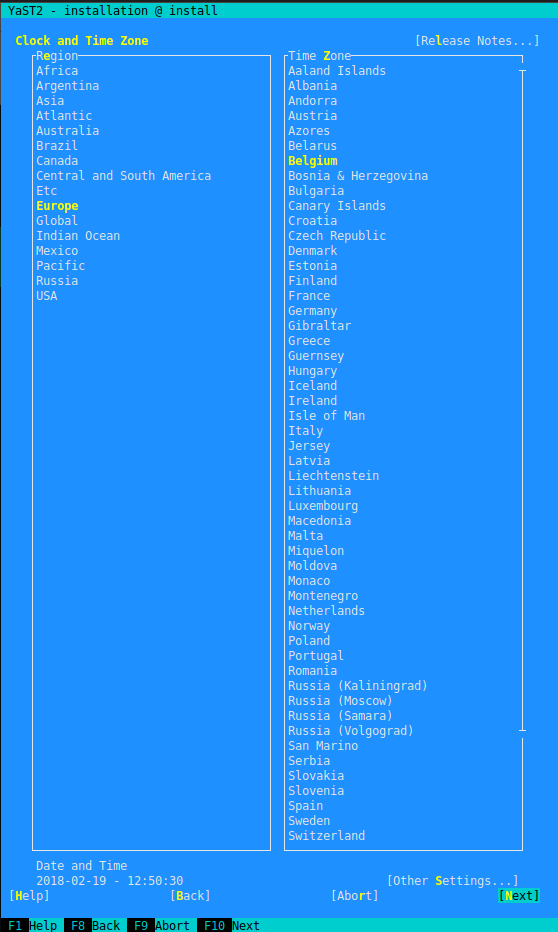 YaST2 - installation @ install
Clock and Time Zone [Release Notes...]
Region
Africa
Argentina
Asia
Atlantic
Australia
Brazil
Canada
Central and South America
Etc
Europe
Global
Indian Ocean
Mexico
Pacific
Russia
USA
Time Zone
Aaland Islands
Albania
Andorra
Austria
Azores
Belarus
Belgium
Bosnia & Herzegovina
Bulgaria
Canary Islands
Croatia
Czech Republic
Denmark
Estonia
Finland
France
Germany
Gibraltar
Greece
Guernsey
Hungary
Iceland
Ireland
Isle of Man
Italy
Jersey
Latvia
Liechtenstein
Lithuania
Luxembourg
Macedonia
Malta
Miquelon
Moldova
Monaco
Montenegro
Netherlands
Norway
Poland
Portugal
Romania
Russia (Kaliningrad)
Russia (Moscow)
Russia (Samara)
Russia (Volgograd)
San Marino
Serbia
Slovakia
Slovenia
Spain
Sweden
Switzerland
Date and Time
2018-02-19 - 12:50:30 [Other Settings...]
[Help] [Back] [Abort] [Next]
F1 Help F8 Back F9 Abort F10 Next